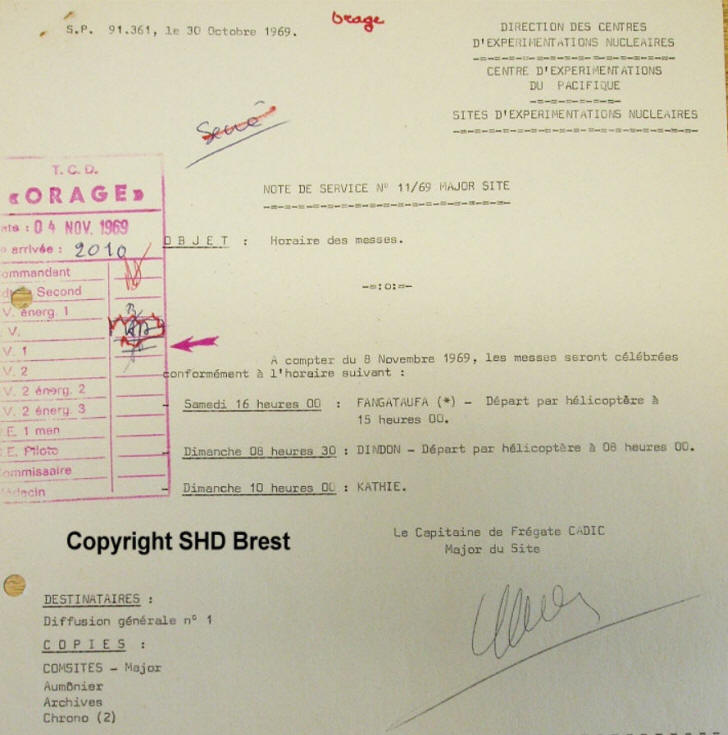 Orage
S.P. 91.361, le 30 Octobre 1969.
DIRECTION DES CENTRES
D'EXPERIMENTATIONS NUCLEAIRES
CENTRE D'EXPERIMENTATIONS
DU PACIFIQUE
SITES D'EXPERIMENTATIONS NUCLEAIRES
NOTE DE SERVICE N° 11/69 MAJOR SITE
T.C.D.
«ORAGE»
ate : 04 NOV. 1969
o arrivée : 2010
ommandant
Second
V. énerg. 1
V.
V. 1
V. 2
V. 2 énerg. 2
V. 2 énerg. 3
E. 1 man
E. Pilote
ommissaire
édecin
OBJET : Horaire des messes.
-=:o:=-
A compter du 8 Novembre 1969, les messes seront célébrées
conformément à l'horaire suivant :
- Samedi 16 heures 00 : FANGATAUFA (*) - Départ par hélicoptère à
15 heures 00.
- Dimanche 08 heures 30 : DINDON - Départ par hélicoptère à 08 heures 00.
- Dimanche 10 heures 00 : KATHIE.
Copyright SHD Brest
Le Capitaine de Frégate CADIC
Major du Site
DESTINATAIRES :
Diffusion générale n° 1
COPIES :
COMSITES - Major
Aumônier
Archives
Chrono (2)